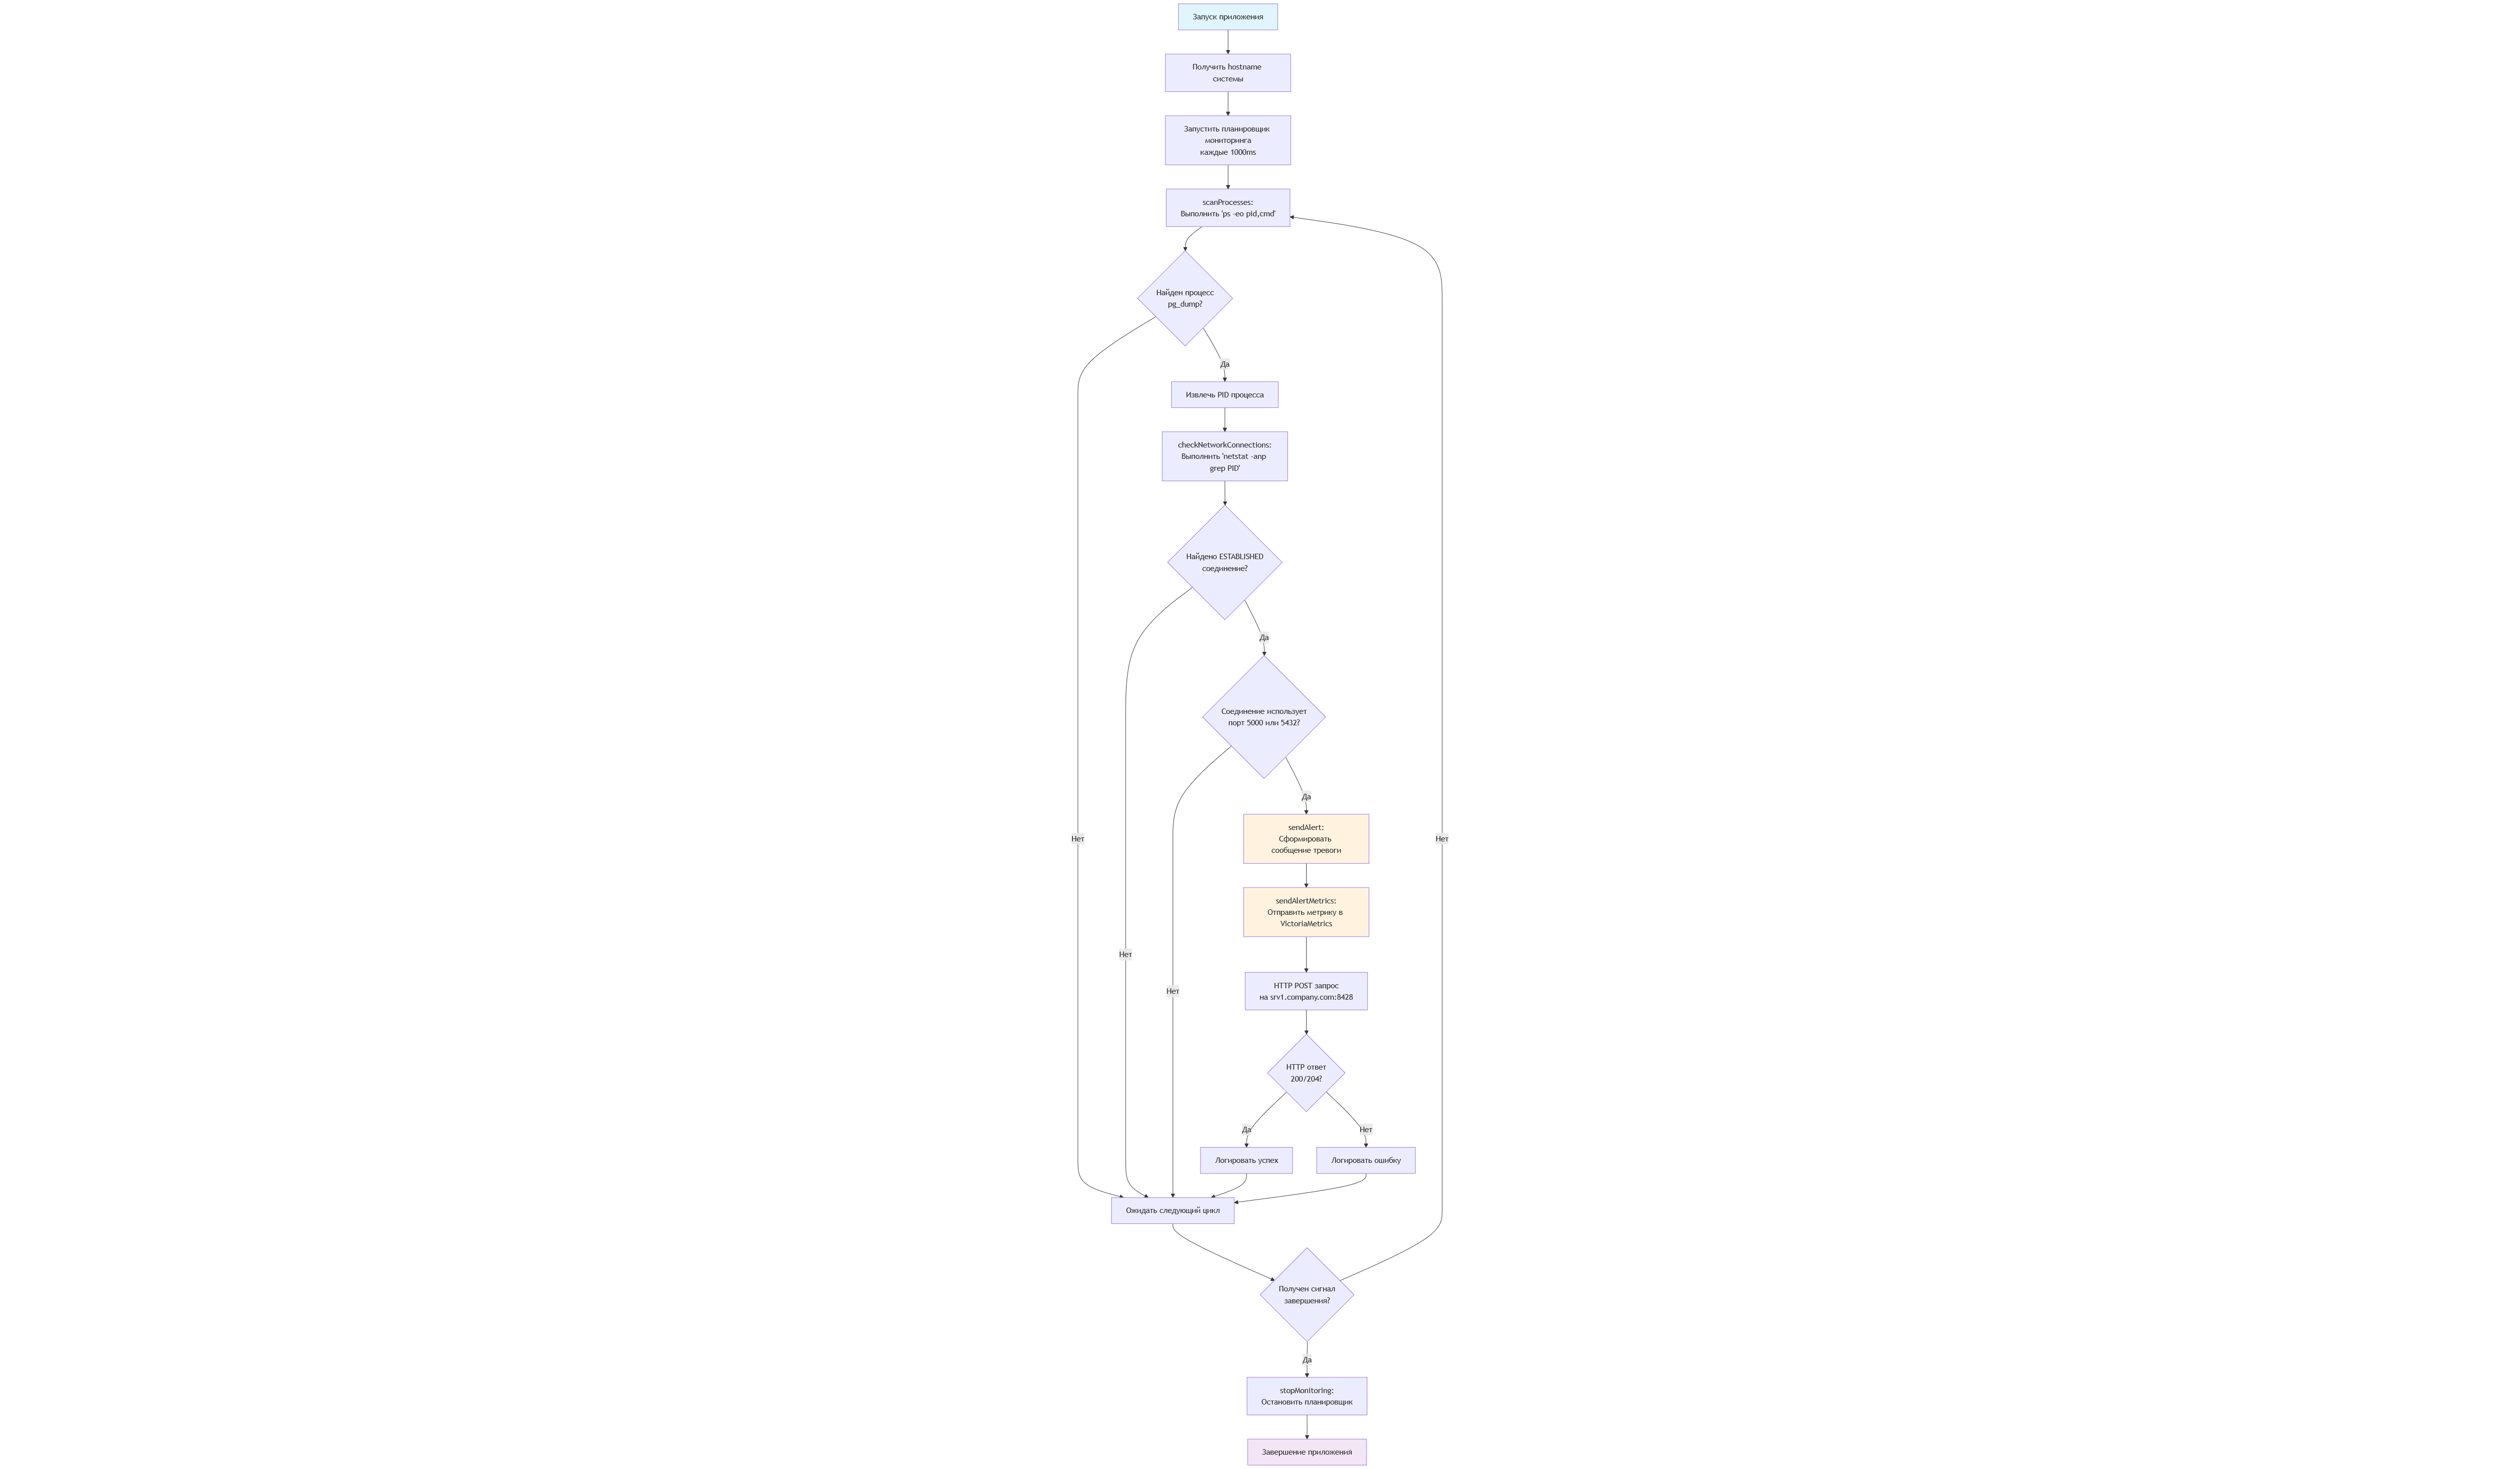 Запуск приложения
Получить hostname
системы
Запустить планировщик
мониторинга
каждые 1000ms
scanProcesses:
Выполнить 'ps -eo pid,cmd'
Найден процесс
pg_dump?
Да
Извлечь PID процесса
checkNetworkConnections:
Выполнить 'netstat -anp
grep PID'
Найдено ESTABLISHED
соединение?
Да
Соединение использует
порт 5000 или 5432?
Да
sendAlert:
Сформировать
сообщение тревоги
Нет
Нет
sendAlertMetrics:
Отправить метрику в
VictoriaMetrics
Нет
Нет
HTTP POST запрос
на srv1.company.com:8428
HTTP ответ
200/204?
Да
Нет
Логировать успех
Логировать ошибку
Ожидать следующий цикл
Получен сигнал
завершения?
Да
stopMonitoring:
Остановить планировщик
Завершение приложения